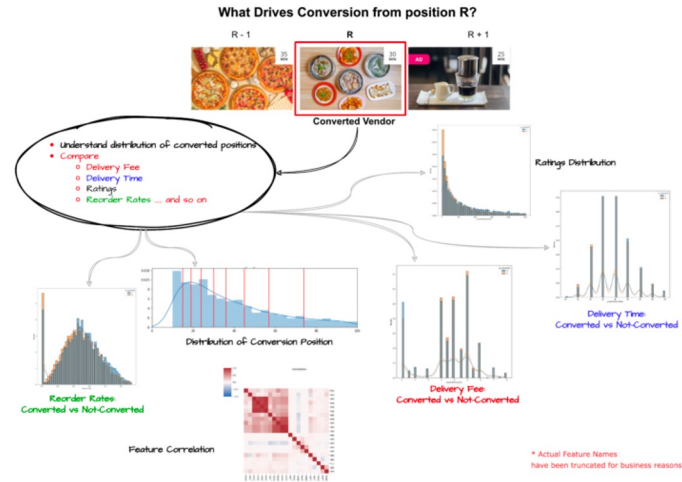 What Drives Conversion from position R?
R - 1
R
R + 1
35
MIN
30
MIN
AD
25
MIN
Converted Vendor
Understand distribution of converted positions
Compare
Delivery Fee
Delivery Time
Ratings
Reorder Rates .... and so on
Ratings Distribution
Delivery Time:
Converted vs Not-Converted
Distribution of Conversion Position
Reorder Rates:
Converted vs Not-Converted
Delivery Fee:
Converted vs Not-Converted
Feature Correlation
* Actual Feature Names
have been truncated for business reasons